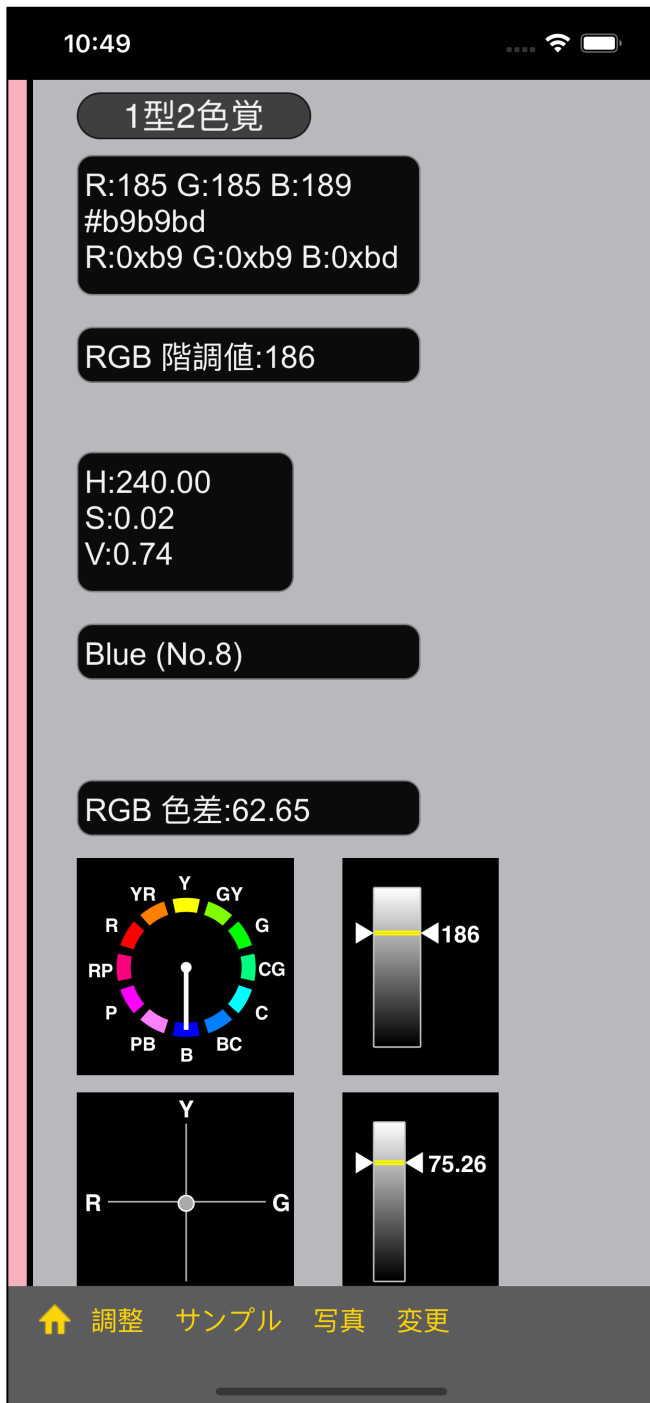 10:49
1型2色覚
R:185 G:185 B:189
#b9b9bd
R:0xb9 G:0xb9 B:0xbd
RGB 階調値:186
H:240.00
S:0.02
V:0.74
Blue (No.8)
RGB 色差:62.65
Y
YR
GY
R
G
RP
CG
P
C
PB
BC
B
186
Y
R
G
75.26
調整
サンプル
写真
変更